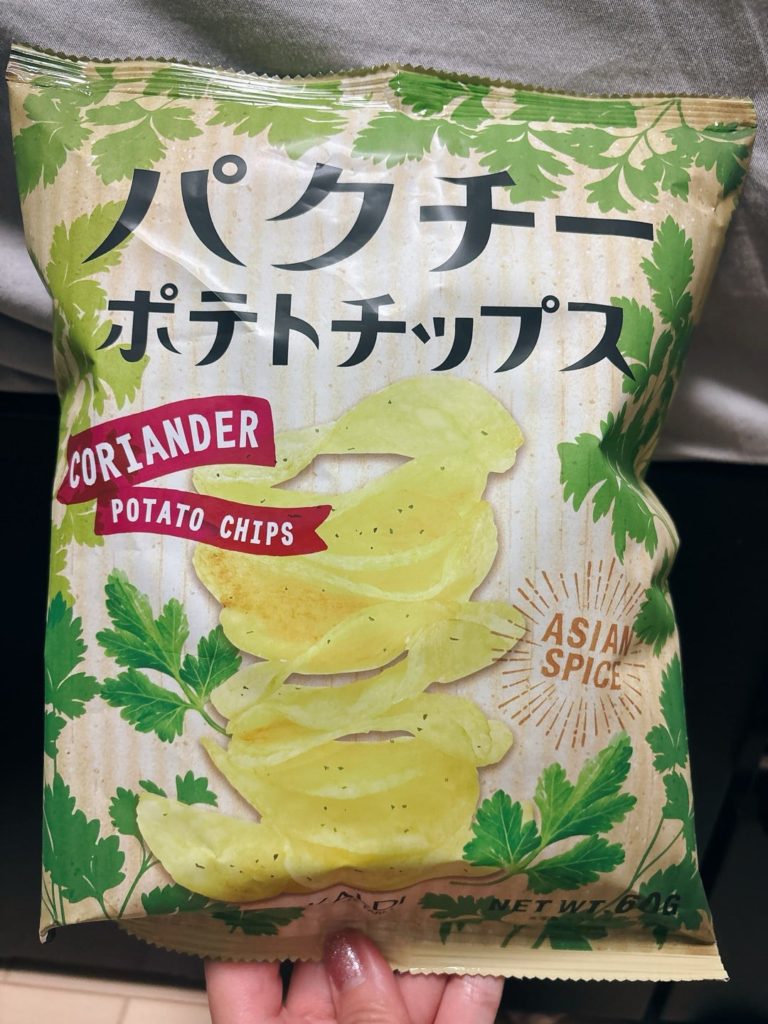 パクチー
ポテトチップス
CORIANDER
POTATO CHIPS
ASIAN
SPICE
KALDI
NET WT. 60G